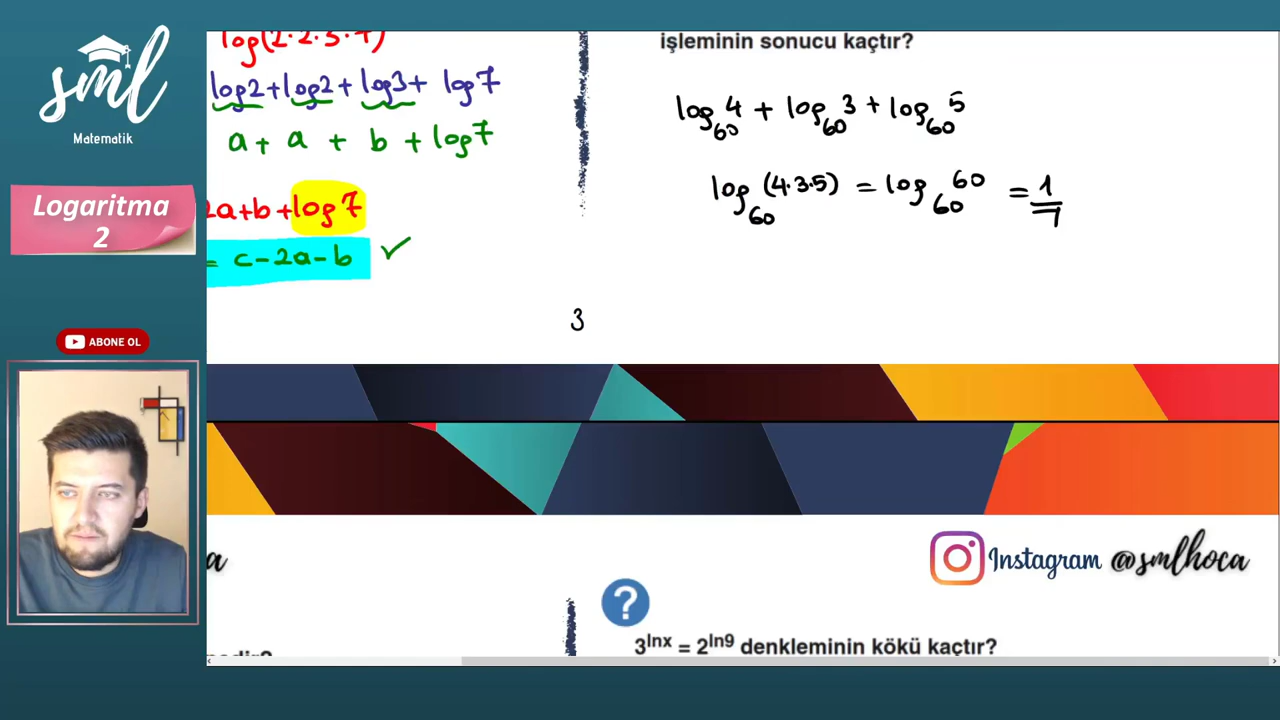 sml
Matematik
Logaritma
2
ABONE OL
log(2·2·3·7)
log2+log2+log3+log7
a+a+b+log7
2a+b+log7
= c-2a-b ✓
işleminin sonucu kaçtır?
log₆₀4 + log₆₀3 + log₆₀5
log₆₀(4·3·5) = log₆₀60 = 1
3
a
Instagram @smlhoca
?
3^lnx = 2^ln9 denkleminin kökü kaçtır?